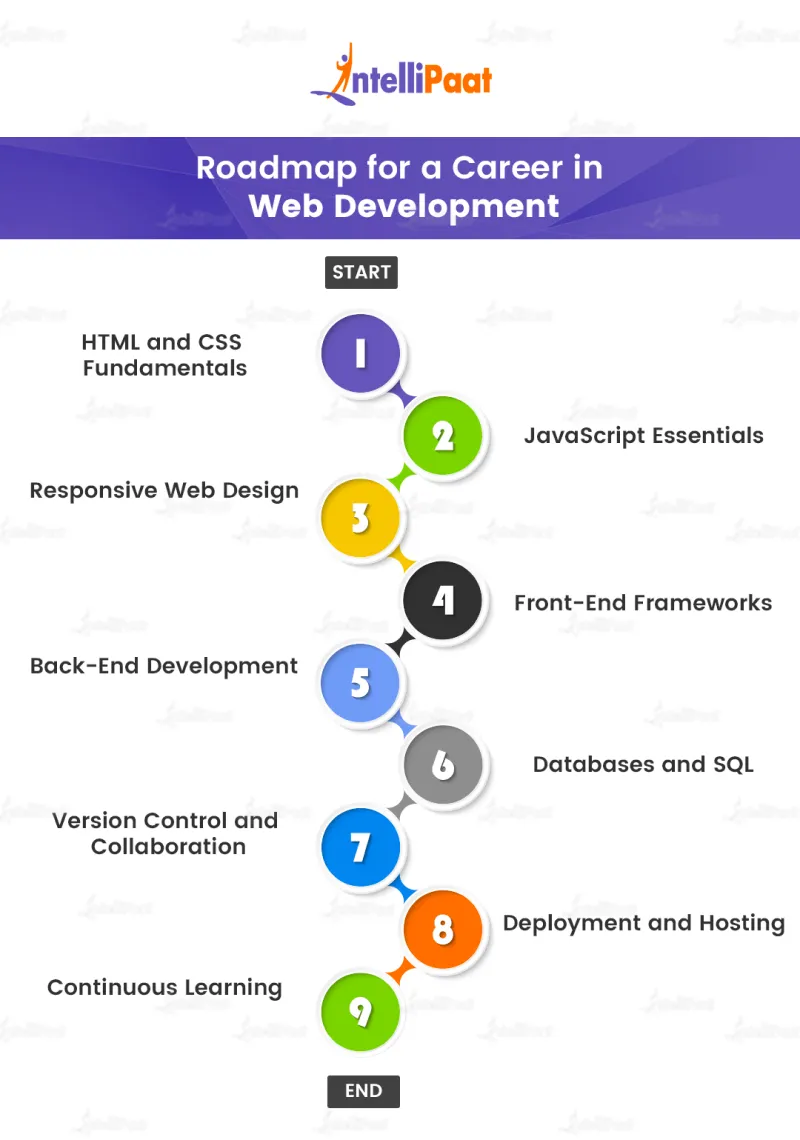 IntelliPaat
Roadmap for a Career in
Web Development
START
HTML and CSS
Fundamentals
1
2
JavaScript Essentials
Responsive Web Design
3
4
Front-End Frameworks
Back-End Development
5
6
Databases and SQL
Version Control and
Collaboration
7
8
Deployment and Hosting
Continuous Learning
9
END